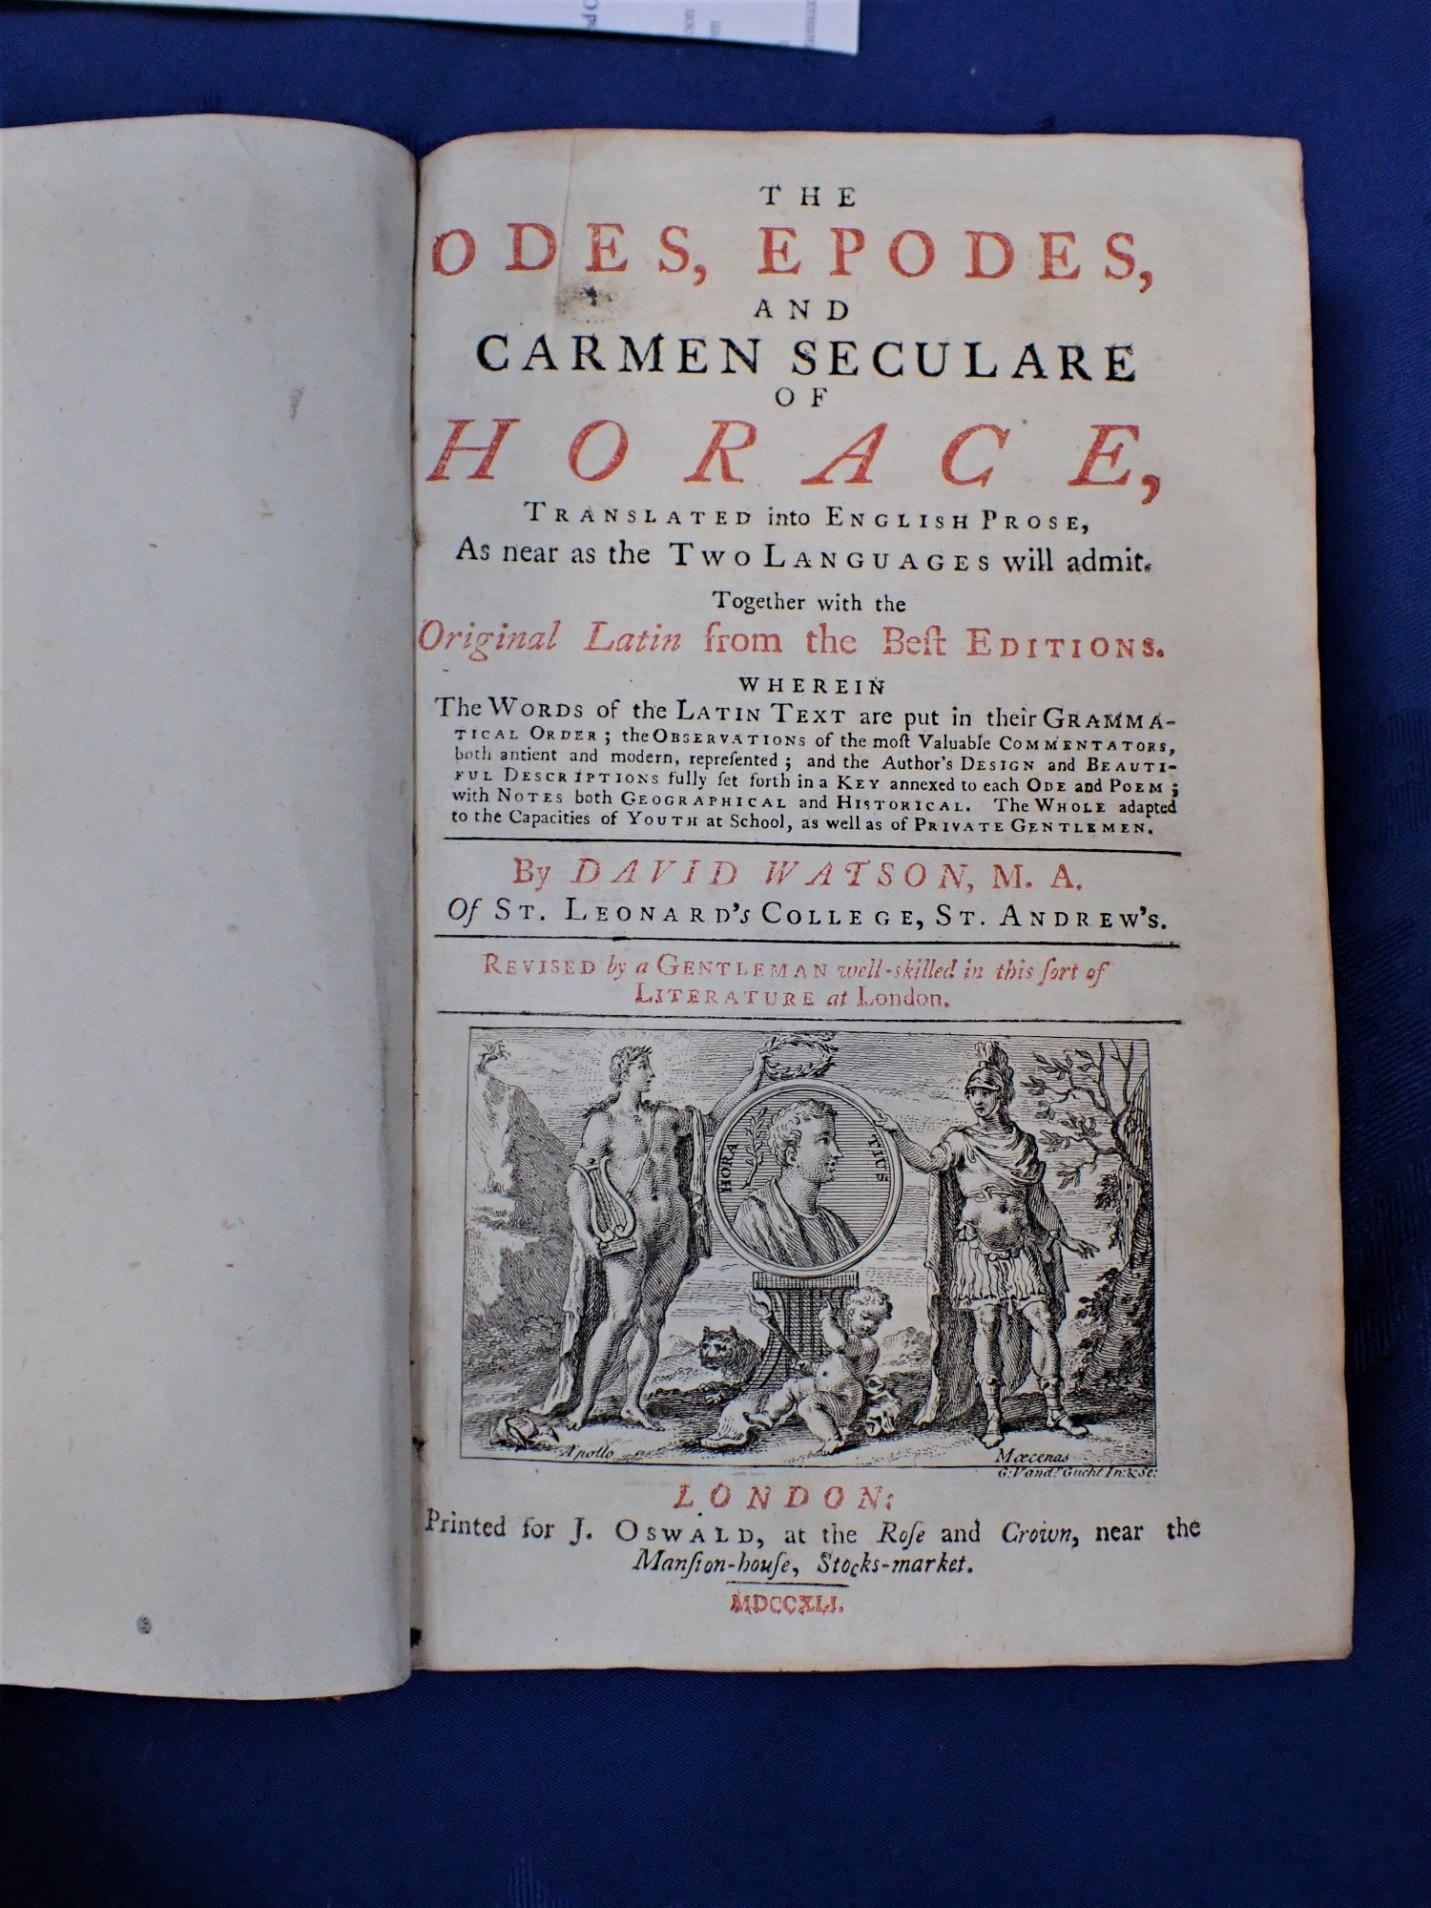 THE
ODES, EPODES,
AND
CARMEN SECULARE
OF
HORACE,
TRANSLATED into ENGLISH PROSE,
As near as the TWO LANGUAGES will admit.
Together with the
Original Latin from the Beſt EDITIONS.
WHEREIN
The WORDS of the LATIN TEXT are put in their GRAMMA-
TICAL ORDER; the OBSERVATIONS of the moſt Valuable COMMENTATORS,
both antient and modern, repreſented; and the Author's DESIGN and BEAUTI-
FUL DESCRIPTIONS fully ſet forth in a KEY annexed to each ODE and POEM;
with NOTES both GEOGRAPHICAL and HISTORICAL. The WHOLE adapted
to the Capacities of YOUTH at School, as well as of PRIVATE GENTLEMEN.
By DAVID WATSON, M. A.
Of ST. LEONARD's COLLEGE, ST. ANDREW's.
REVISED by a GENTLEMAN well-skilled in this ſort of
LITERATURE at London.
HORA TIUS
Apollo
Mæcenas
G: Vandr Gucht In: & Sc:
LONDON:
Printed for J. OSWALD, at the Roſe and Crown, near the
Manſion-houſe, Stocks-market.
MDCCXLI.